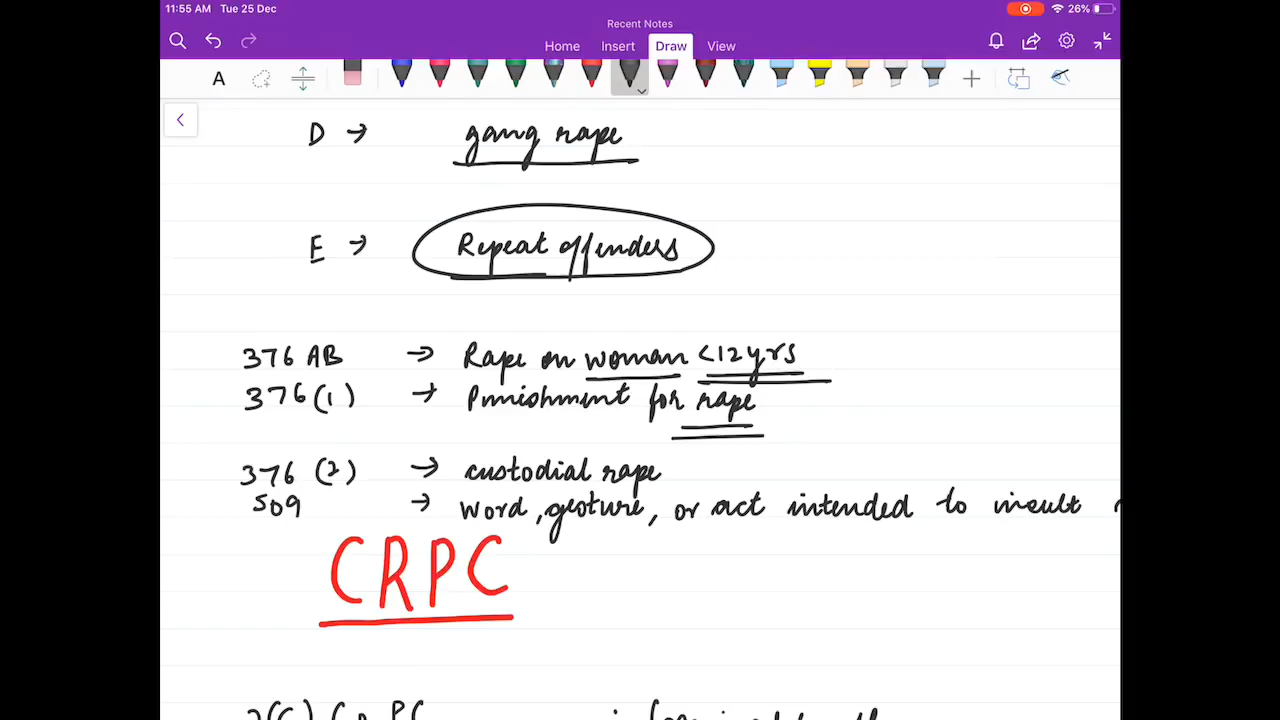 11:55 AM Tue 25 Dec 26%
Recent Notes
Home Insert Draw View
A
D → gang rape
E → Repeat offenders
376 AB → Rape on woman <12yrs
376 (1) → Punishment for rape
376 (2) → custodial rape
509 → word, gesture, or act intended to insult
CRPC